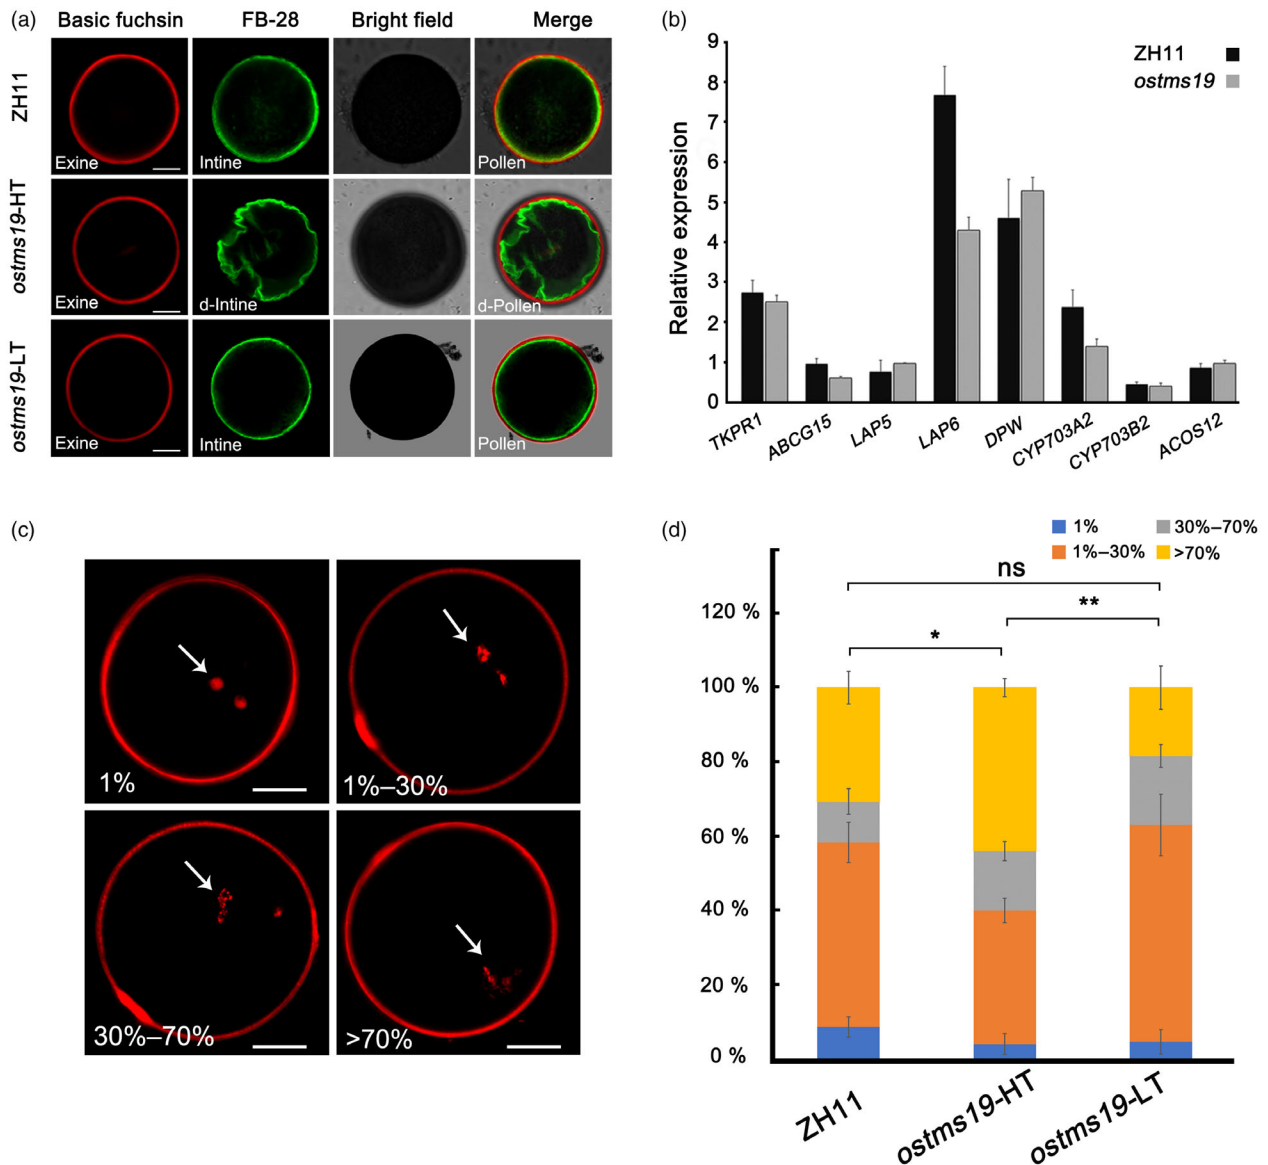 (a)
Basic fuchsin FB-28 Bright field Merge
ZH11
Exine Intine Pollen
ostms19-HT
Exine d-Intine d-Pollen
ostms19-LT
Exine Intine Pollen
(b)
ZH11
ostms19
Relative expression
9
8
7
6
5
4
3
2
1
0
TKPR1 ABCG15 LAP5 LAP6 DPW CYP703A2 CYP703B2 ACOS12
(c)
1% 1%–30%
30%–70% >70%
(d)
1% 30%–70%
1%–30% >70%
ns
**
*
120 %
100 %
80 %
60 %
40 %
20 %
0 %
ZH11 ostms19-HT ostms19-LT